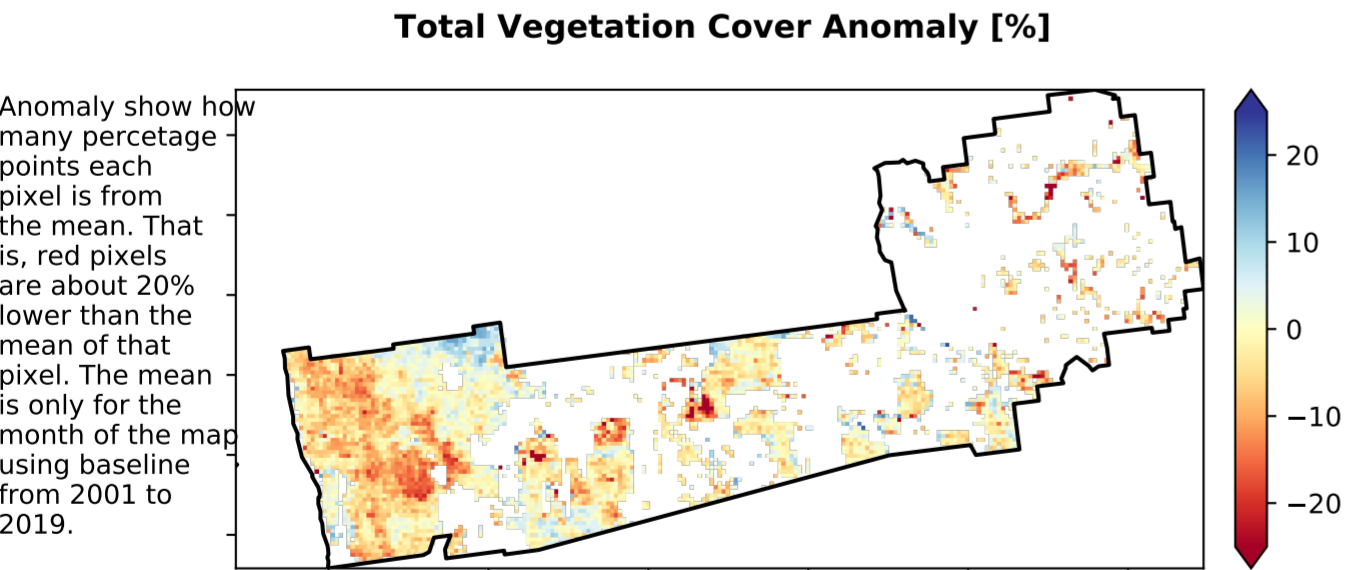 Total Vegetation Cover Anomaly [%]
Anomaly show how
many percetage
points each
pixel is from
the mean. That
is, red pixels
are about 20%
lower than the
mean of that
pixel. The mean
is only for the
month of the map
using baseline
from 2001 to
2019.
20
10
0
−10
−20